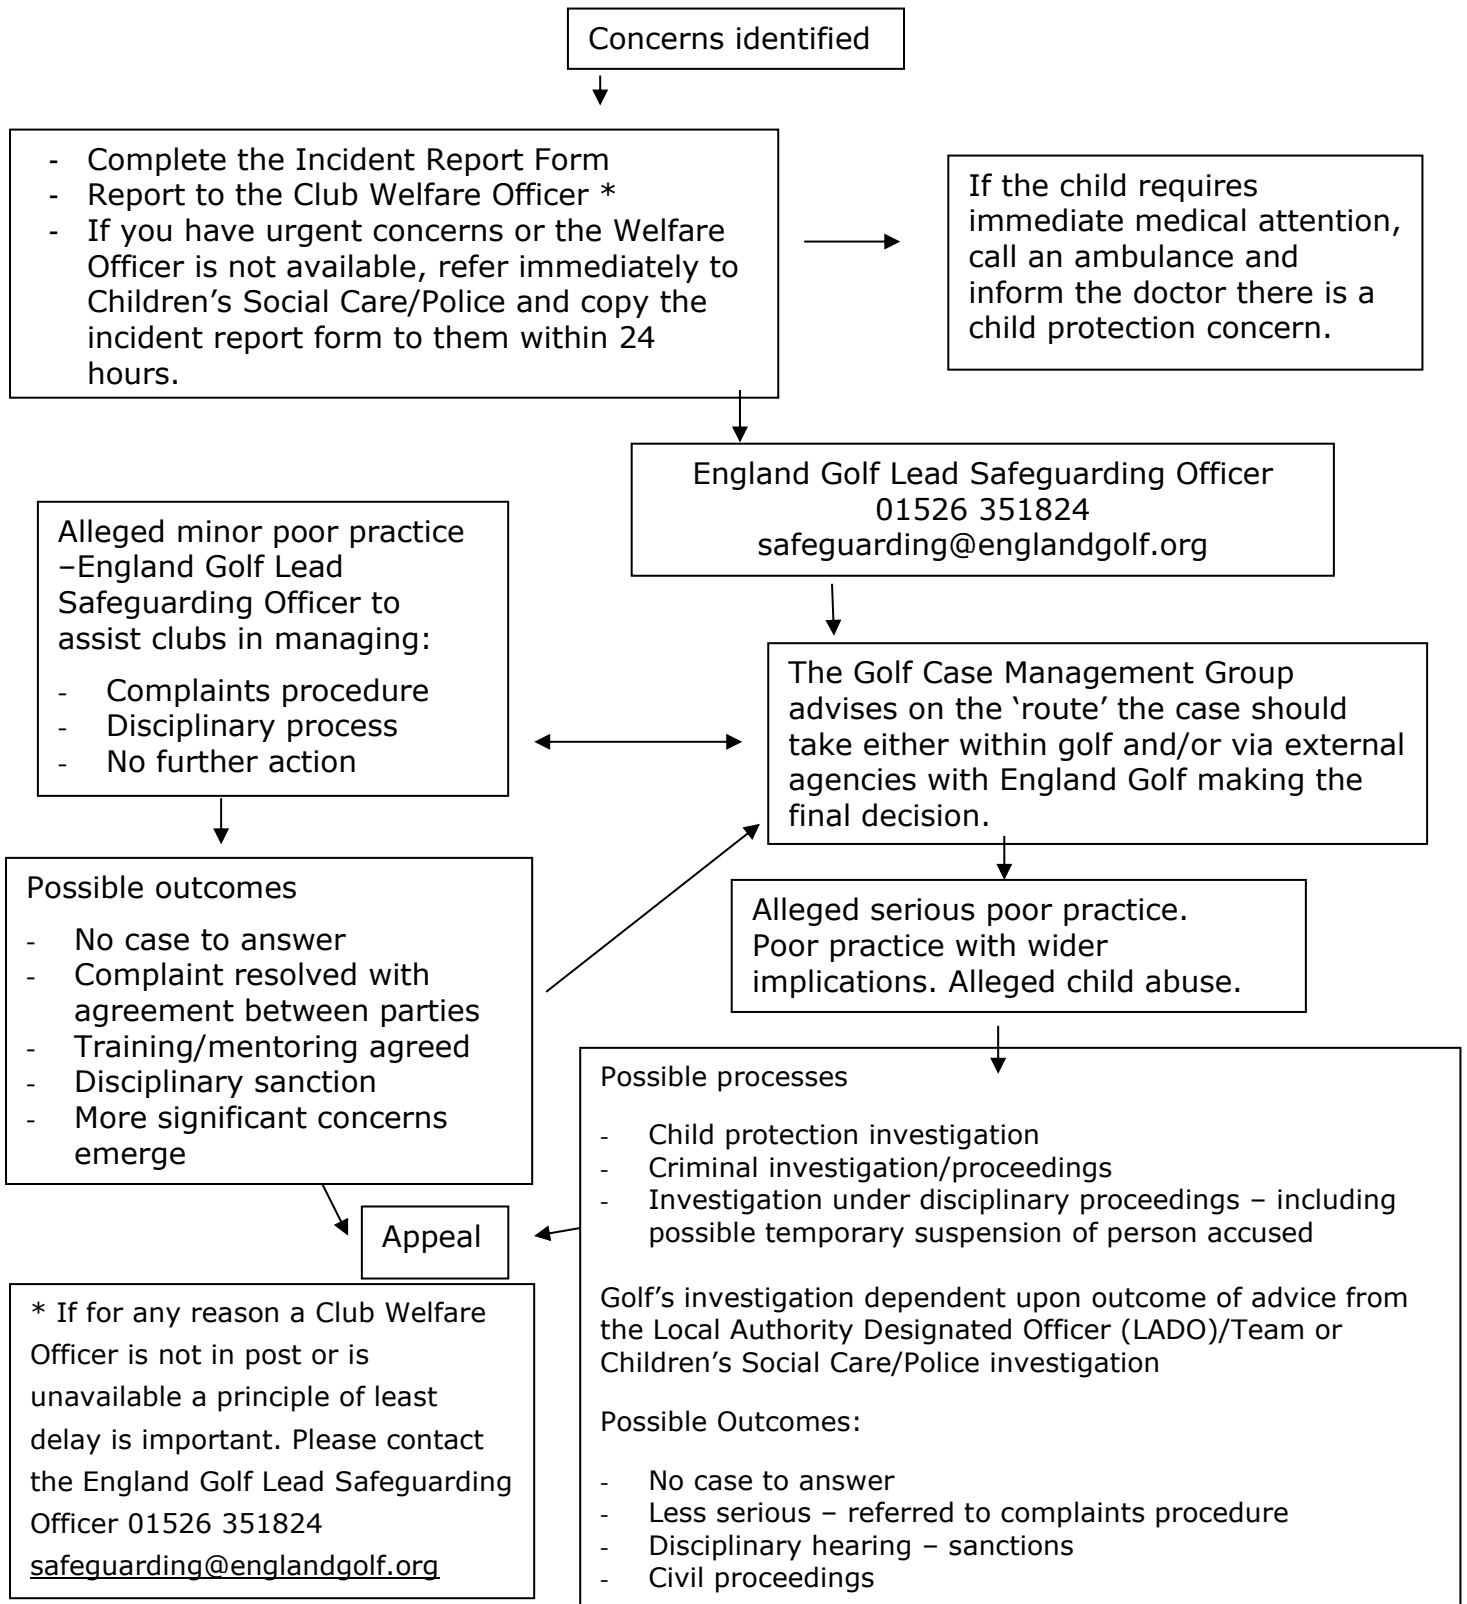 Concerns identified
- Complete the Incident Report Form
- Report to the Club Welfare Officer *
- If you have urgent concerns or the Welfare
Officer is not available, refer immediately to
Children’s Social Care/Police and copy the
incident report form to them within 24
hours.
If the child requires
immediate medical attention,
call an ambulance and
inform the doctor there is a
child protection concern.
England Golf Lead Safeguarding Officer
01526 351824
safeguarding@englandgolf.org
Alleged minor poor practice
–England Golf Lead
Safeguarding Officer to
assist clubs in managing:
- Complaints procedure
- Disciplinary process
- No further action
The Golf Case Management Group
advises on the ‘route’ the case should
take either within golf and/or via external
agencies with England Golf making the
final decision.
Possible outcomes
- No case to answer
- Complaint resolved with
agreement between parties
- Training/mentoring agreed
- Disciplinary sanction
- More significant concerns
emerge
Alleged serious poor practice.
Poor practice with wider
implications. Alleged child abuse.
Possible processes
- Child protection investigation
- Criminal investigation/proceedings
- Investigation under disciplinary proceedings – including
possible temporary suspension of person accused
Golf’s investigation dependent upon outcome of advice from
the Local Authority Designated Officer (LADO)/Team or
Children’s Social Care/Police investigation
Possible Outcomes:
- No case to answer
- Less serious – referred to complaints procedure
- Disciplinary hearing – sanctions
- Civil proceedings
Appeal
* If for any reason a Club Welfare
Officer is not in post or is
unavailable a principle of least
delay is important. Please contact
the England Golf Lead Safeguarding
Officer 01526 351824
safeguarding@englandgolf.org